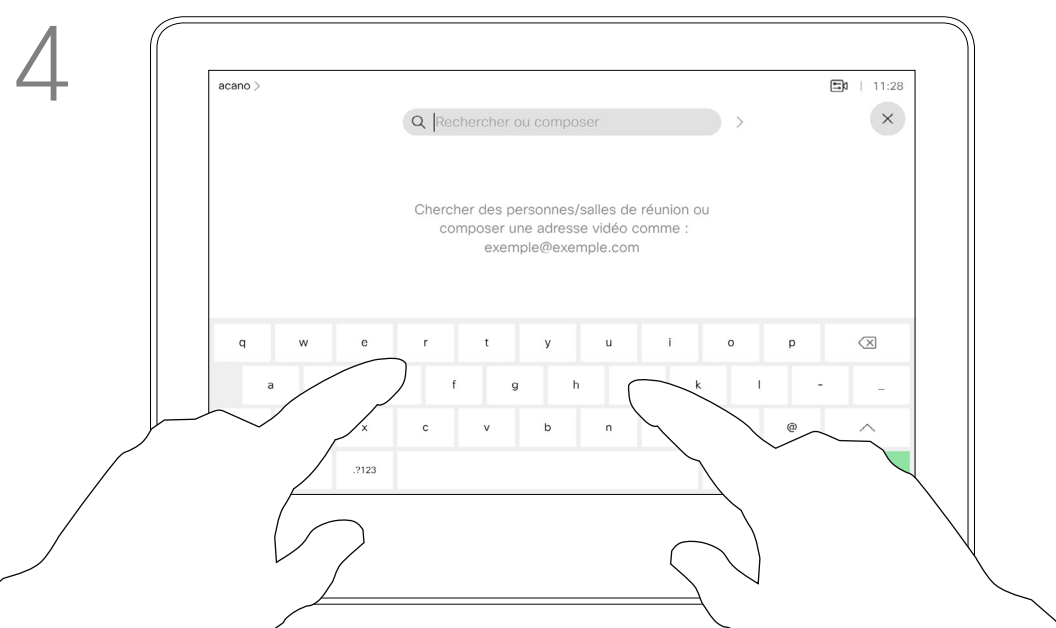 4
acano >
11:28
Rechercher ou composer
Chercher des personnes/salles de réunion ou
composer une adresse vidéo comme :
exemple@exemple.com
q w e r t y u i o p
a f g h k l - _
x c v b n @
.?123